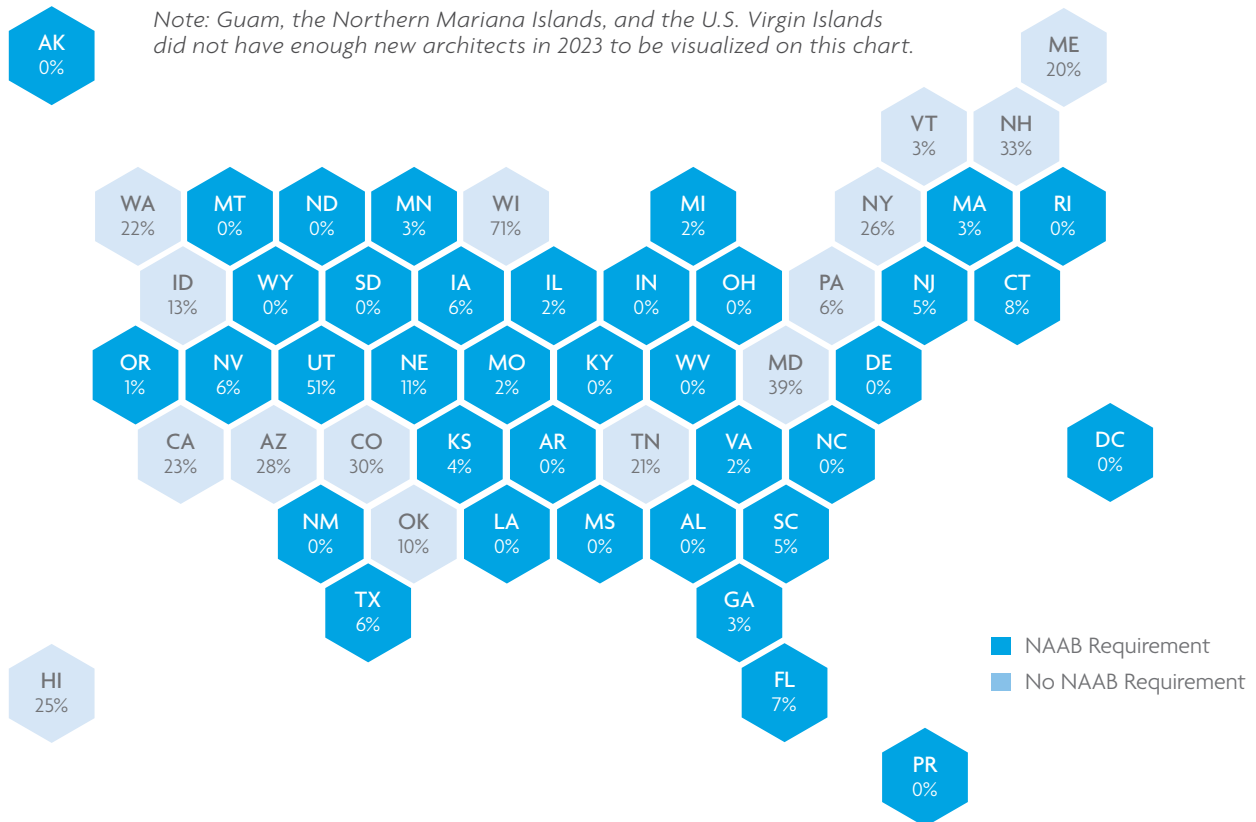 Note: Guam, the Northern Mariana Islands, and the U.S. Virgin Islands
did not have enough new architects in 2023 to be visualized on this chart.
AK
0%
ME
20%
VT
3%
NH
33%
WA
22%
MT
0%
ND
0%
MN
3%
WI
71%
MI
2%
NY
26%
MA
3%
RI
0%
ID
13%
WY
0%
SD
0%
IA
6%
IL
2%
IN
0%
OH
0%
PA
6%
NJ
5%
CT
8%
OR
1%
NV
6%
UT
51%
NE
11%
MO
2%
KY
0%
WV
0%
MD
39%
DE
0%
CA
23%
AZ
28%
CO
30%
KS
4%
AR
0%
TN
21%
VA
2%
NC
0%
DC
0%
NM
0%
OK
10%
LA
0%
MS
0%
AL
0%
SC
5%
TX
6%
GA
3%
HI
25%
FL
7%
PR
0%
NAAB Requirement
No NAAB Requirement